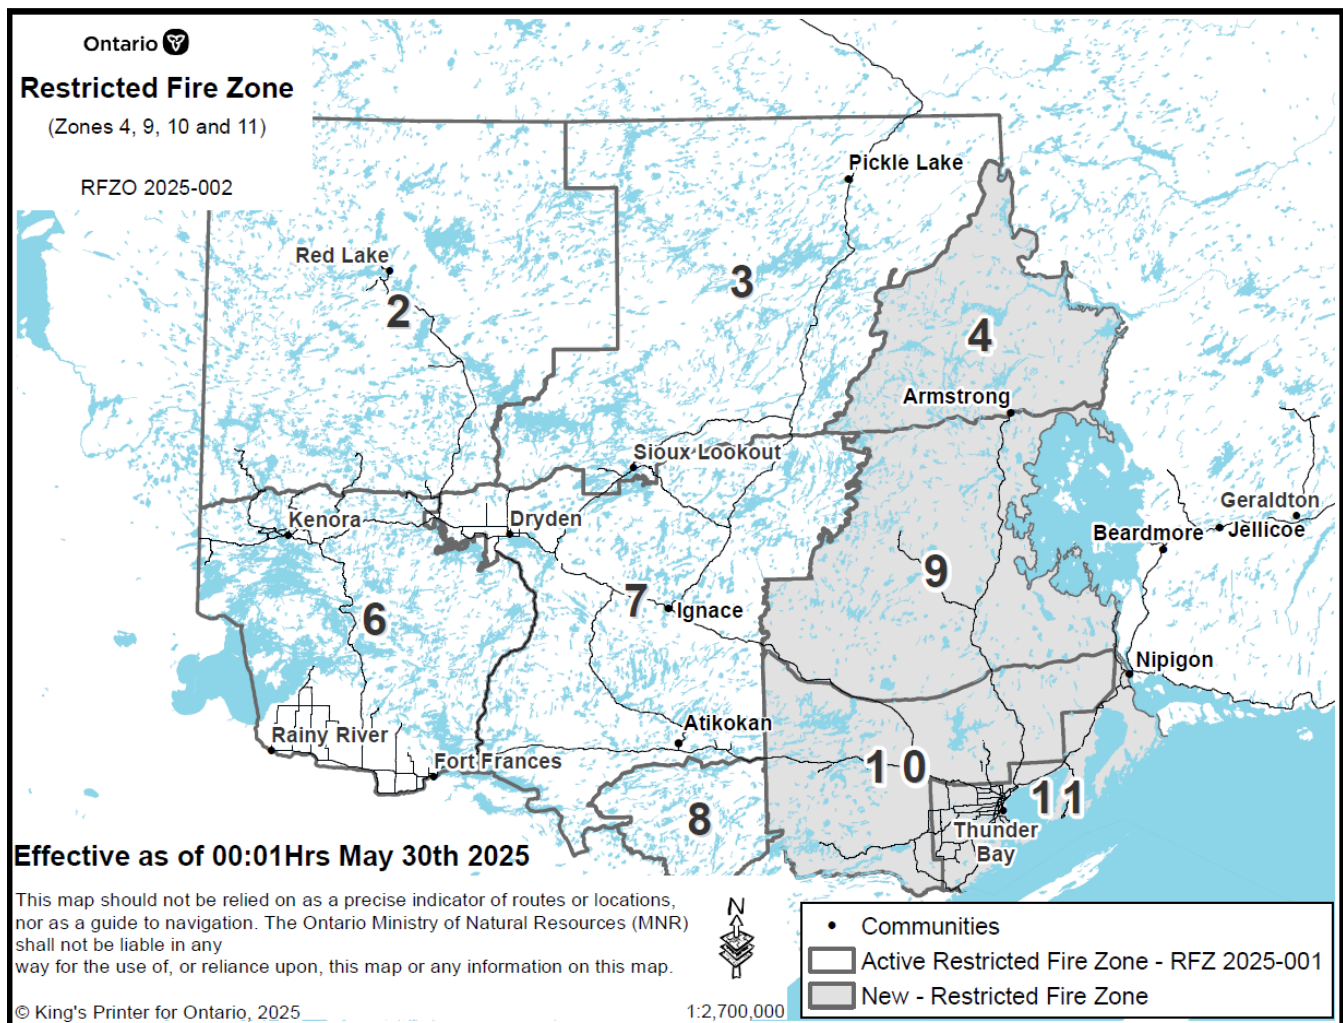 Ontario
Restricted Fire Zone
(Zones 4, 9, 10 and 11)
RFZO 2025-002
Pickle Lake
Red Lake
3
2
4
Armstrong
Sioux Lookout
Geraldton
Kenora
Dryden
Beardmore
Jellicoe
9
7
Ignace
6
Nipigon
Atikokan
Rainy River
Fort Frances
10
11
8
Thunder
Bay
Effective as of 00:01Hrs May 30th 2025
This map should not be relied on as a precise indicator of routes or locations,
nor as a guide to navigation. The Ontario Ministry of Natural Resources (MNR)
shall not be liable in any
way for the use of, or reliance upon, this map or any information on this map.
© King's Printer for Ontario, 2025
N
1:2,700,000
Communities
Active Restricted Fire Zone - RFZ 2025-001
New - Restricted Fire Zone